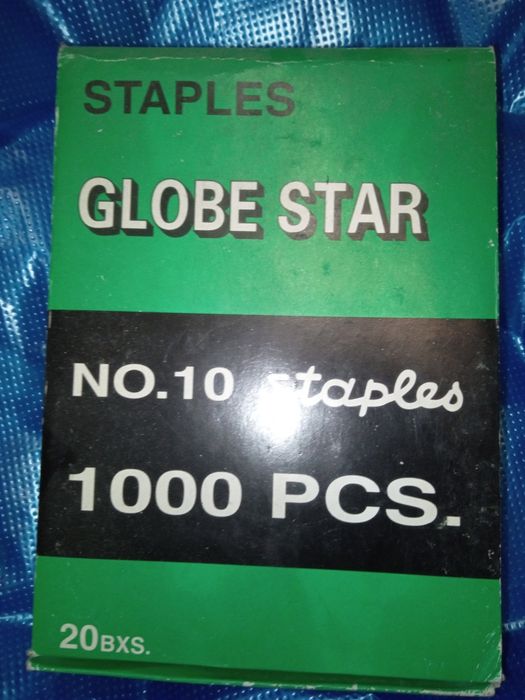 STAPLES
GLOBE STAR
NO.10 staples
1000 PCS.
20BXS.